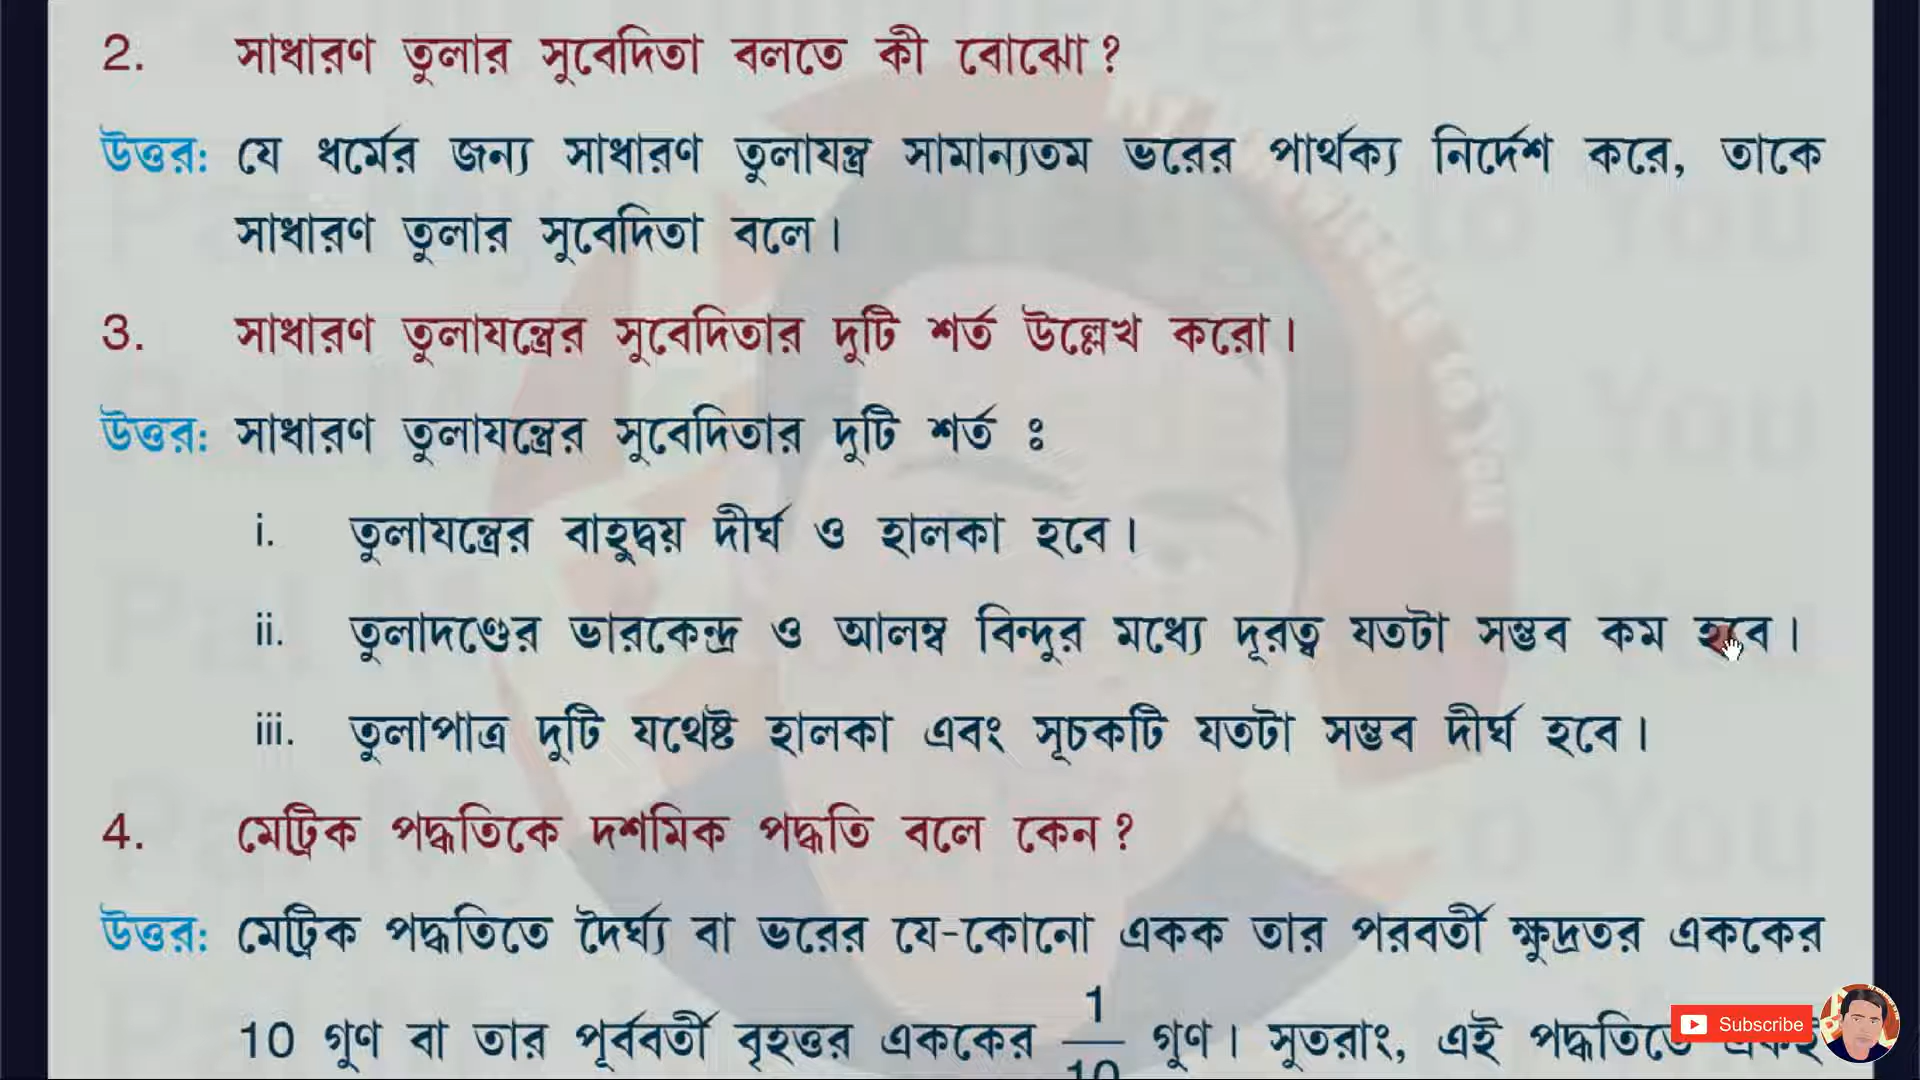 2. সাধারণ তুলার সুবেদিতা বলতে কী বোঝো ?
উত্তর: যে ধর্মের জন্য সাধারণ তুলাযন্ত্র সামান্যতম ভরের পার্থক্য নির্দেশ করে, তাকে
সাধারণ তুলার সুবেদিতা বলে ।
3. সাধারণ তুলাযন্ত্রের সুবেদিতার দুটি শর্ত উল্লেখ করো ।
উত্তর: সাধারণ তুলাযন্ত্রের সুবেদিতার দুটি শর্ত ঃ
i. তুলাযন্ত্রের বাহুদ্বয় দীর্ঘ ও হালকা হবে ।
ii. তুলাদণ্ডের ভারকেন্দ্র ও আলম্ব বিন্দুর মধ্যে দূরত্ব যতটা সম্ভব কম হবে ।
iii. তুলাপাত্র দুটি যথেষ্ট হালকা এবং সূচকটি যতটা সম্ভব দীর্ঘ হবে ।
4. মেট্রিক পদ্ধতিকে দশমিক পদ্ধতি বলে কেন ?
উত্তর: মেট্রিক পদ্ধতিতে দৈর্ঘ্য বা ভরের যে-কোনো একক তার পরবর্তী ক্ষুদ্রতর এককের
10 গুণ বা তার পূর্ববর্তী বৃহত্তর এককের 1/10 গুণ । সুতরাং, এই পদ্ধতিতে একই
Subscribe